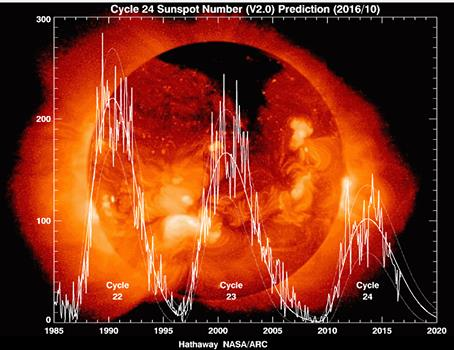 Cycle 24 Sunspot Number (V2.0) Prediction (2016/10)
300
200
100
0
Cycle
22
Cycle
23
Cycle
24
1985 1990 1995 2000 2005 2010 2015 2020
Hathaway NASA/ARC